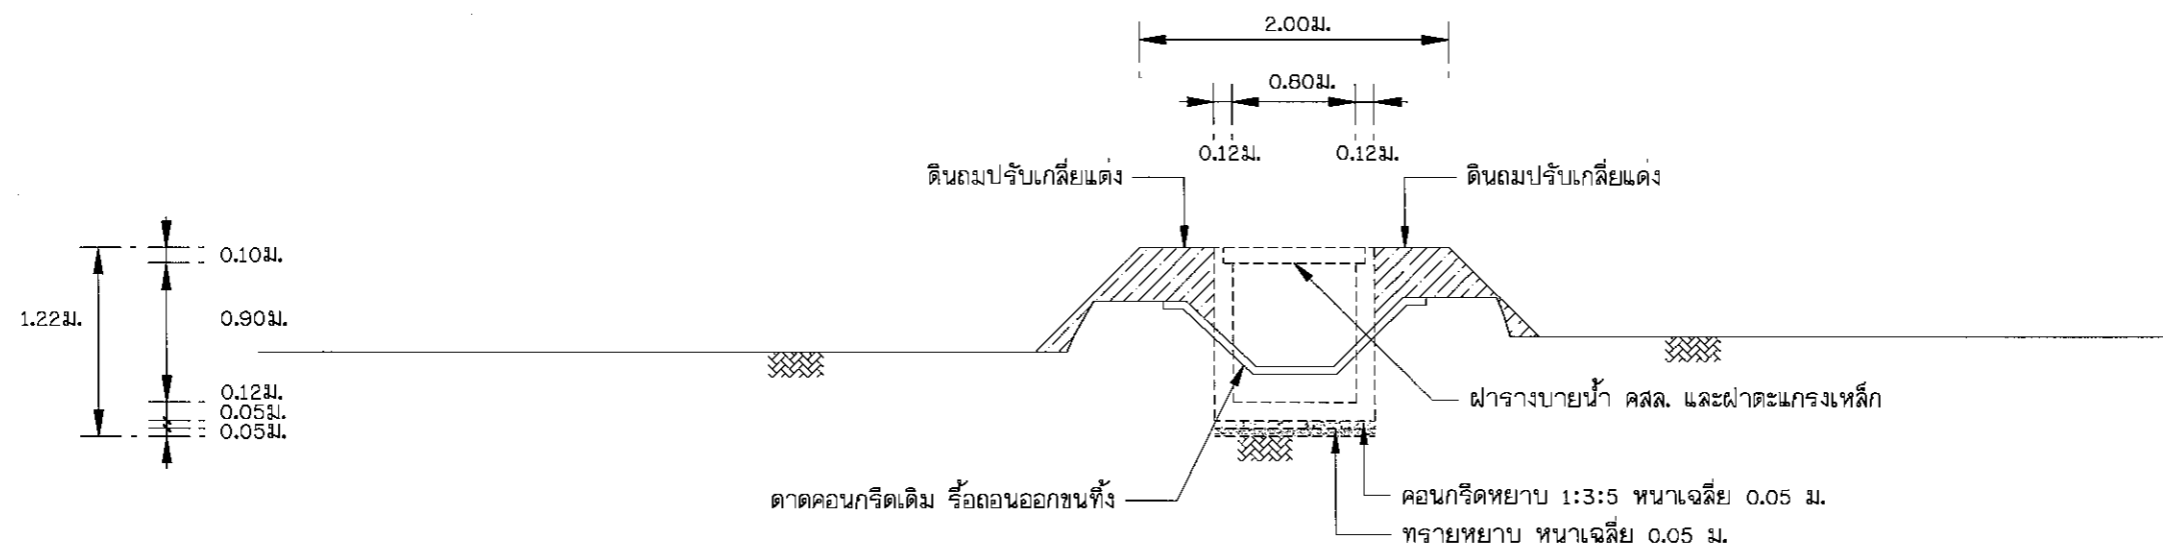 2.00ม.
0.80ม.
0.12ม. 0.12ม.
ดินถมปรับเกลี่ยแต่ง
ดินถมปรับเกลี่ยแต่ง
0.10ม.
1.22ม.
0.90ม.
0.12ม.
0.05ม.
0.05ม.
ฝารางบายน้ำ คสล. และฝาตะแกรงเหล็ก
ดาดคอนกรีตเดิม รื้อถอนออกขนทิ้ง
คอนกรีตหยาบ 1:3:5 หนาเฉลี่ย 0.05 ม.
ทรายหยาบ หนาเฉลี่ย 0.05 ม.